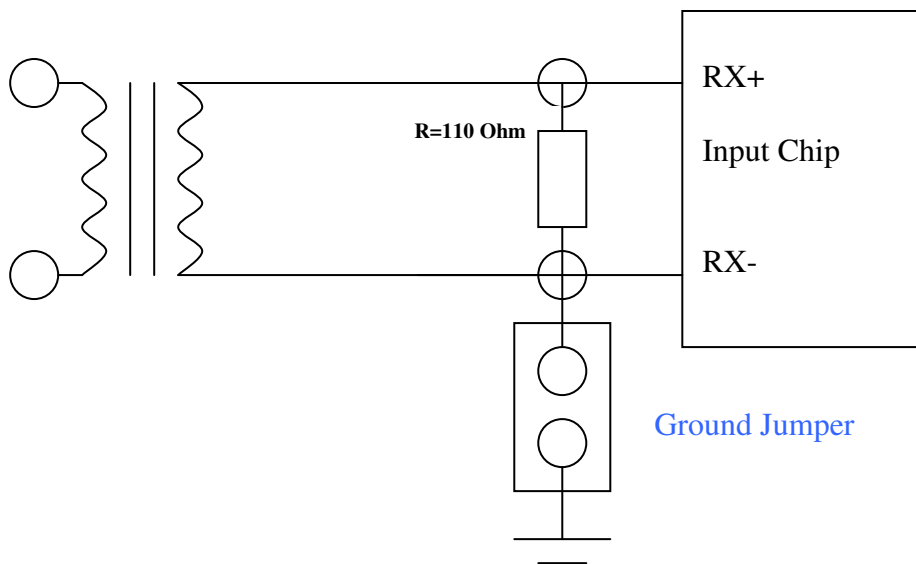 RX+
R=110 Ohm
Input Chip
RX-
Ground Jumper